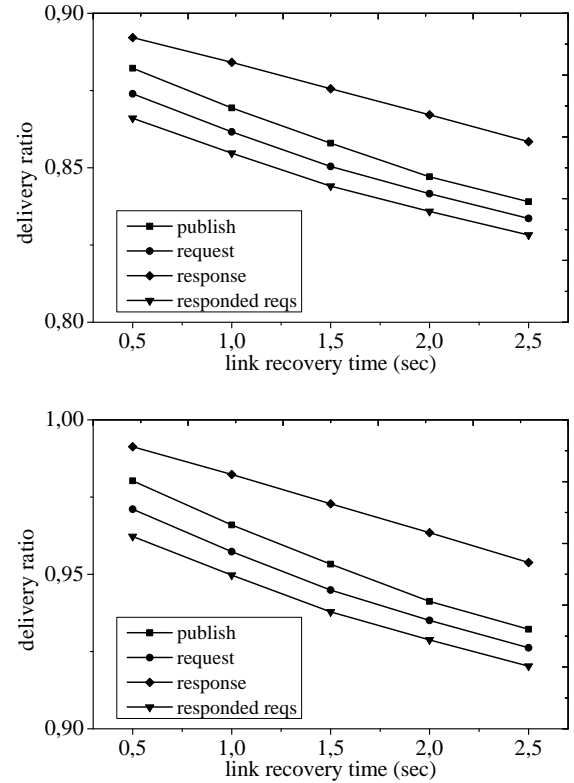 0,90
0,85
0,80
delivery ratio
publish
request
response
responded reqs
0,5 1,0 1,5 2,0 2,5
link recovery time (sec)
1,00
0,95
0,90
delivery ratio
publish
request
response
responded reqs
0,5 1,0 1,5 2,0 2,5
link recovery time (sec)